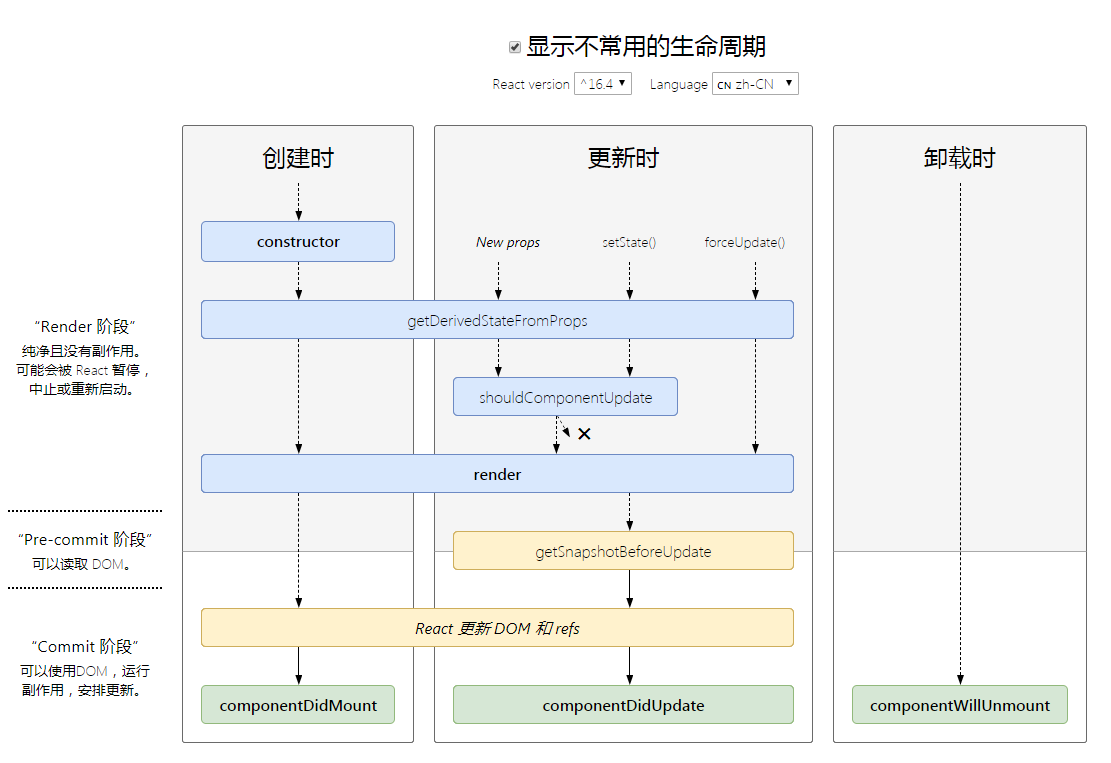 显示不常用的生命周期
React version ^16.4 Language CN zh-CN
创建时
更新时
卸载时
constructor
New props
setState()
forceUpdate()
getDerivedStateFromProps
“Render 阶段”
纯净且没有副作用。
可能会被 React 暂停，
中止或重新启动。
shouldComponentUpdate
render
“Pre-commit 阶段”
可以读取 DOM。
getSnapshotBeforeUpdate
React 更新 DOM 和 refs
“Commit 阶段”
可以使用DOM，运行
副作用，安排更新。
componentDidMount
componentDidUpdate
componentWillUnmount